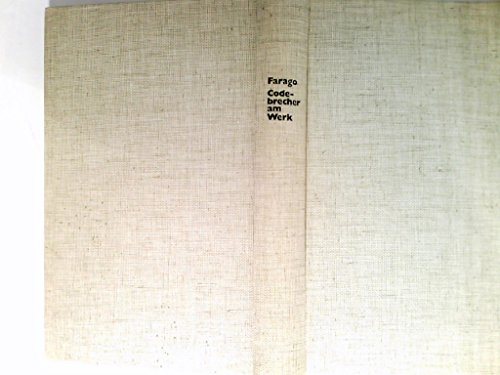 Farago
Code-
brecher
am
Werk